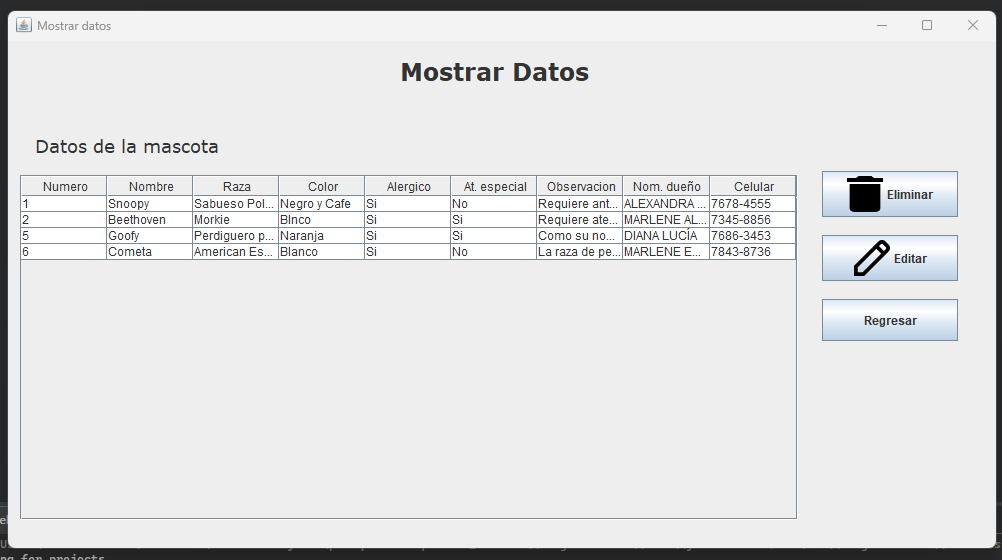 Mostrar datos
Mostrar Datos
Datos de la mascota
Numero Nombre Raza Color Alergico At. especial Observacion Nom. dueño Celular
1 Snoopy Sabueso Pol... Negro y Cafe Si No Requiere ant... ALEXANDRA ... 7678-4555
2 Beethoven Morkie Blnco Si Si Requiere ate... MARLENE AL... 7345-8856
5 Goofy Perdiguero p... Naranja Si Si Como su no... DIANA LUCÍA 7686-3453
6 Cometa American Es... Blanco Si No La raza de pe... MARLENE E... 7843-8736
Eliminar
Editar
Regresar
ng for projects